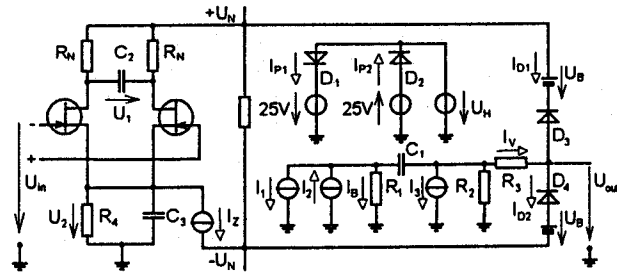 +U_N
R_N C_2 R_N
U_1
I_P1 I_P2
D_1 D_2
25V 25V U_H
I_D1 U_B
D_3
- +
U_in
C_1 I_V
I_1 I_2 I_B R_1 I_3 R_2 R_3 D_4
U_out
I_D2 U_B
U_2 R_4 C_3 I_Z
-U_N